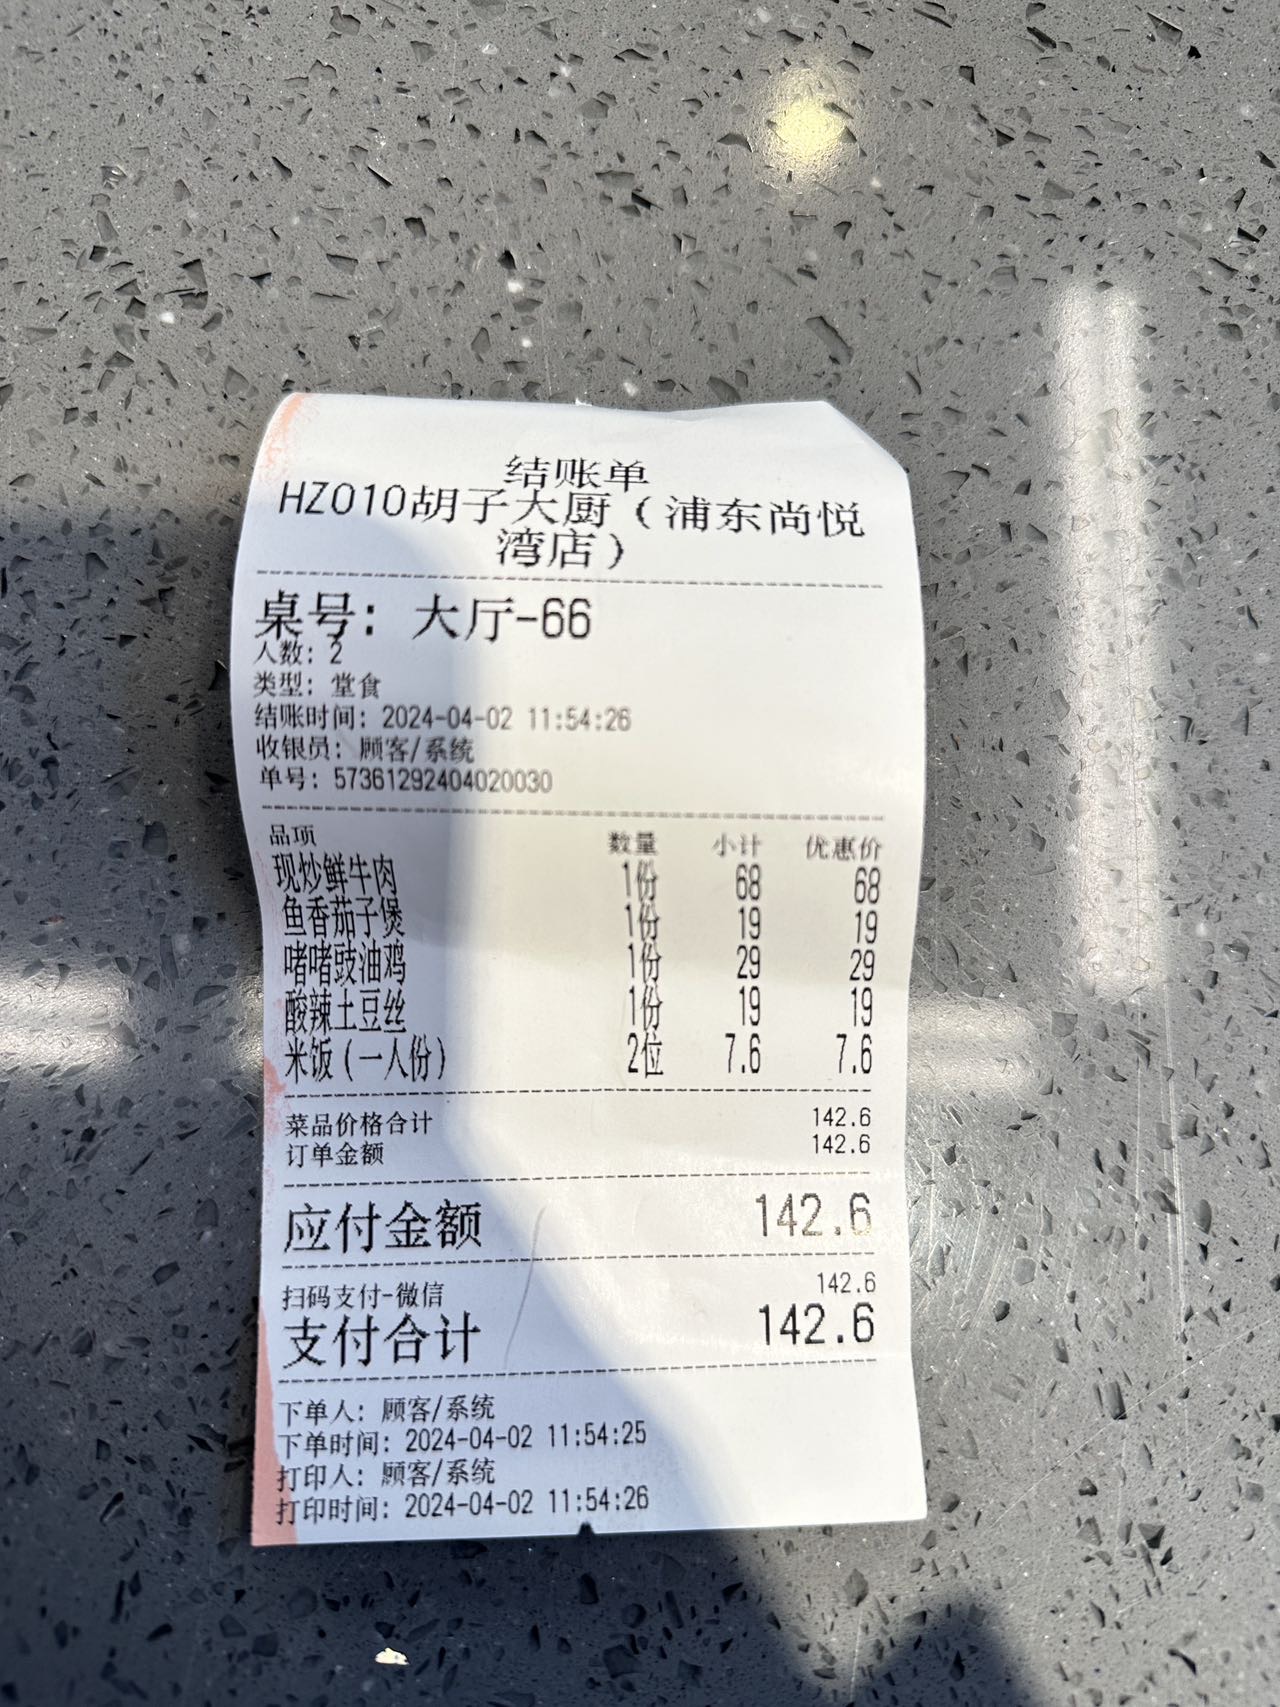 结账单
HZ010胡子大厨（浦东尚悦
湾店）
桌号：大厅-66
人数：2
类型：堂食
结账时间：2024-04-02 11:54:26
收银员：顾客/系统
单号：57361292404020030
品项 数量 小计 优惠价
现炒鲜牛肉 1份 68 68
鱼香茄子煲 1份 19 19
啫啫豉油鸡 1份 29 29
酸辣土豆丝 1份 19 19
米饭（一人份） 2位 7.6 7.6
菜品价格合计 142.6
订单金额 142.6
应付金额 142.6
扫码支付-微信 142.6
支付合计 142.6
下单人：顾客/系统
下单时间：2024-04-02 11:54:25
打印人：顾客/系统
打印时间：2024-04-02 11:54:26